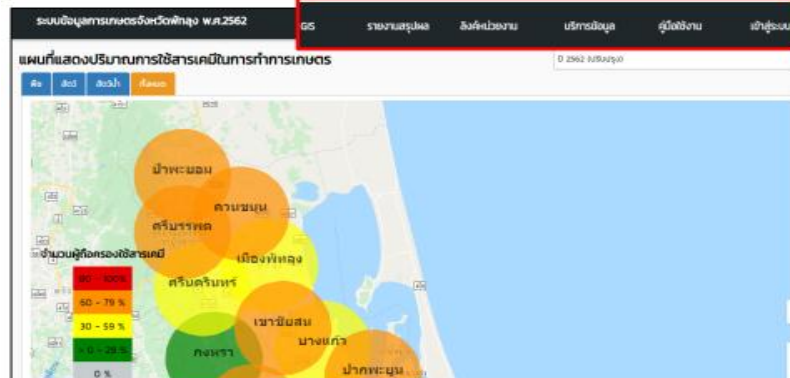 ระบบข้อมูลการเกษตรจังหวัดพัทลุง พ.ศ.2562
GIS รายงานสรุปผล ลิงค์หน่วยงาน บริการข้อมูล คู่มือใช้งาน เข้าสู่ระบบ
แผนที่แสดงปริมาณการใช้สารเคมีในการทำการเกษตร
ปี 2562 (ปรับปรุง)
พืช สัตว์ สัตว์น้ำ ทั้งหมด
ป่าพะยอม
ควนขนุน
ศรีบรรพต
เมืองพัทลุง
จำนวนผู้ถือครองใช้สารเคมี
ศรีนครินทร์
80 - 100%
60 - 79 %
30 - 59 %
เขาชัยสน
บางแก้ว
> 0 - 29 %
กงหรา
ปากพะยูน
0 %